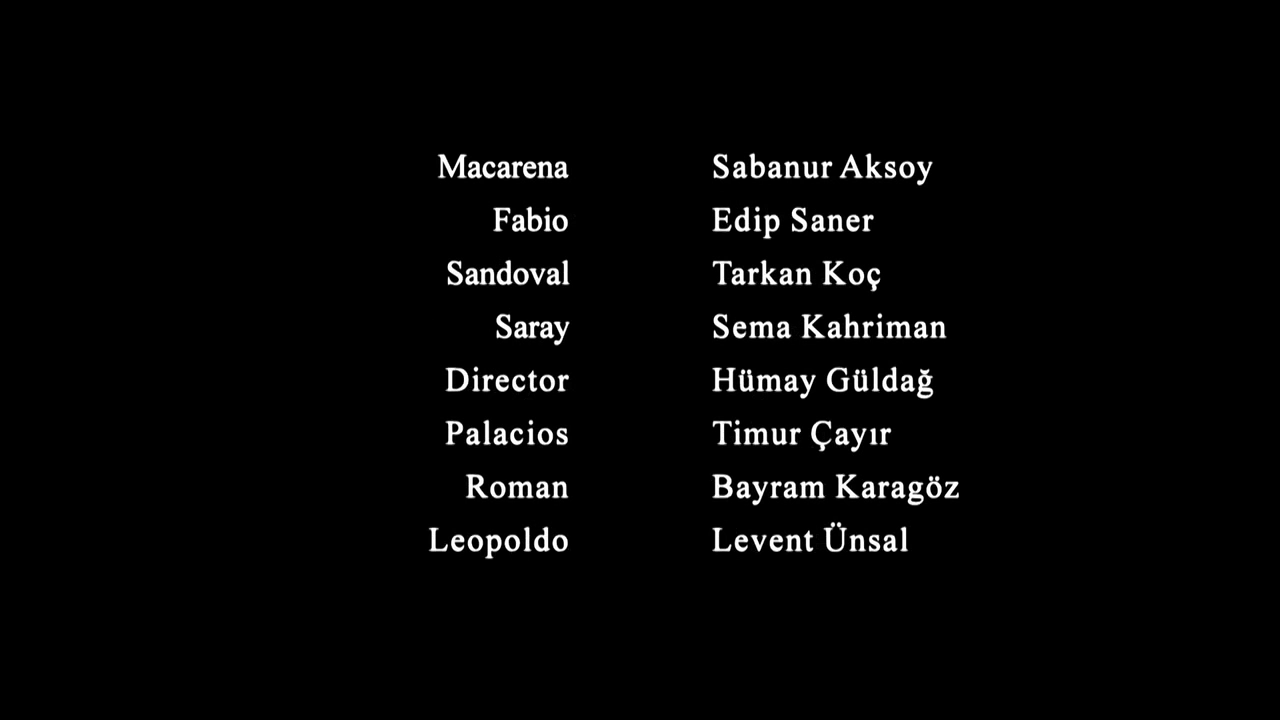 Macarena Sabanur Aksoy
Fabio Edip Saner
Sandoval Tarkan Koç
Saray Sema Kahriman
Director Hümay Güldağ
Palacios Timur Çayır
Roman Bayram Karagöz
Leopoldo Levent Ünsal